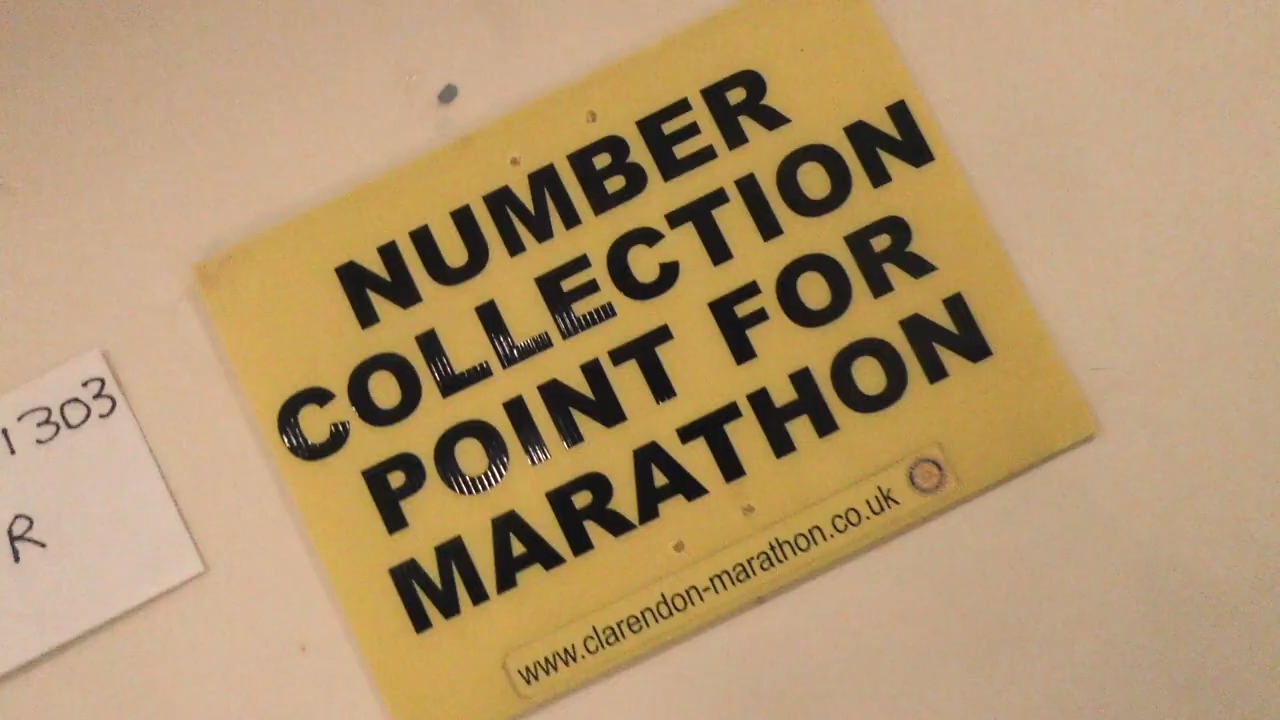 NUMBER
COLLECTION
POINT FOR
MARATHON
www.clarendon-marathon.co.uk
1303
R